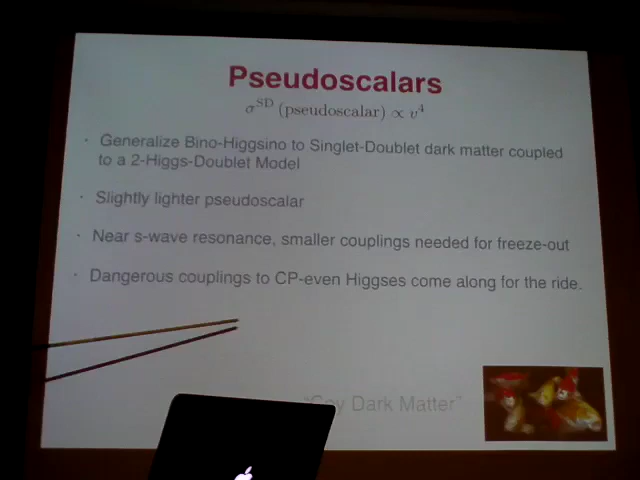 Pseudoscalars
σ^SD (pseudoscalar) ∝ v^4
· Generalize Bino-Higgsino to Singlet-Doublet dark matter coupled
to a 2-Higgs-Doublet Model
· Slightly lighter pseudoscalar
· Near s-wave resonance, smaller couplings needed for freeze-out
· Dangerous couplings to CP-even Higgses come along for the ride.
"Coy Dark Matter"